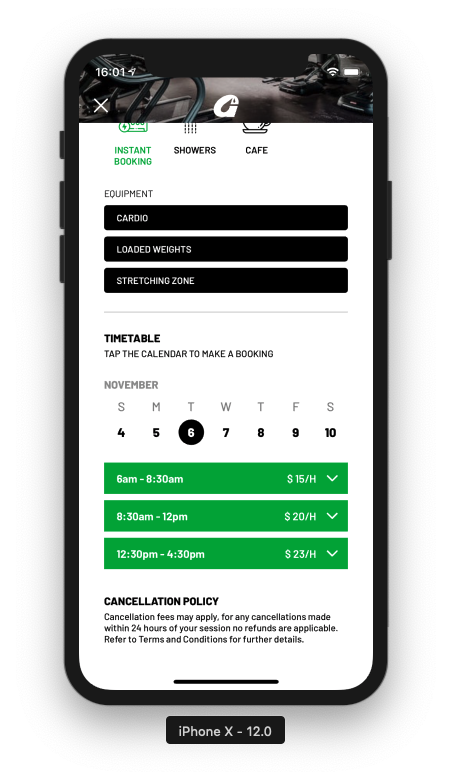 16:01
INSTANT BOOKING
SHOWERS
CAFE
EQUIPMENT
CARDIO
LOADED WEIGHTS
STRETCHING ZONE
TIMETABLE
TAP THE CALENDAR TO MAKE A BOOKING
NOVEMBER
S M T W T F S
4 5 6 7 8 9 10
6am - 8:30am $ 15/H
8:30am - 12pm $ 20/H
12:30pm - 4:30pm $ 23/H
CANCELLATION POLICY
Cancellation fees may apply, for any cancellations made
within 24 hours of your session no refunds are applicable.
Refer to Terms and Conditions for further details.
iPhone X - 12.0